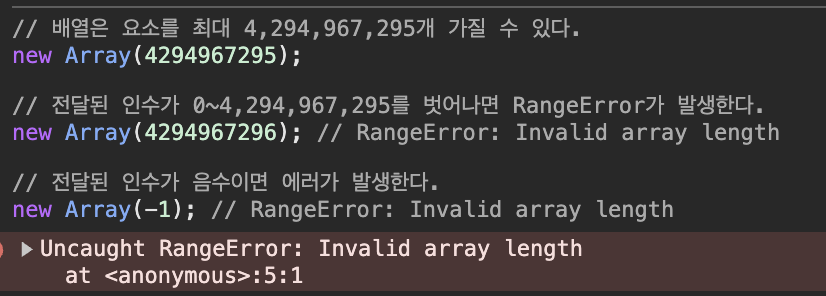 // 배열은 요소를 최대 4,294,967,295개 가질 수 있다.
new Array(4294967295);
// 전달된 인수가 0~4,294,967,295를 벗어나면 RangeError가 발생한다.
new Array(4294967296); // RangeError: Invalid array length
// 전달된 인수가 음수이면 에러가 발생한다.
new Array(-1); // RangeError: Invalid array length
Uncaught RangeError: Invalid array length
at <anonymous>:5:1